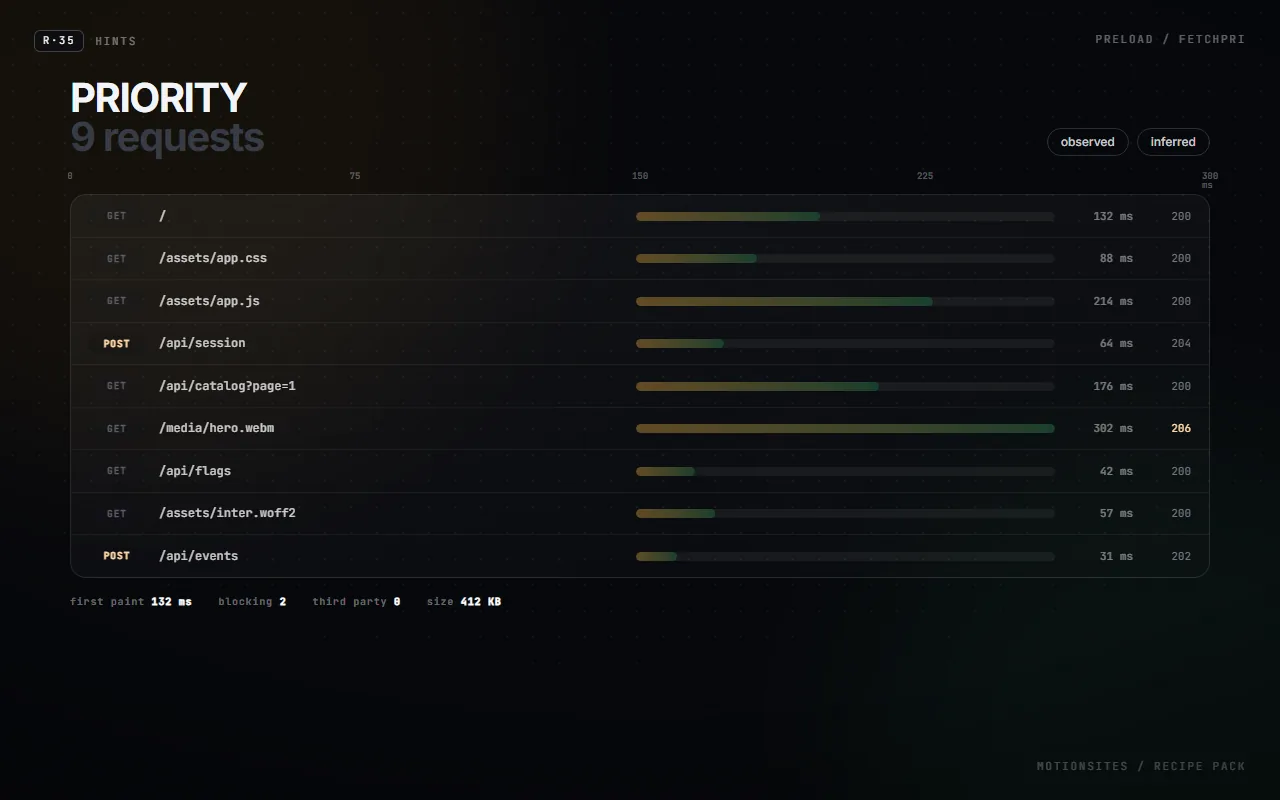 R·35 HINTS
PRELOAD / FETCHPRI
PRIORITY
9 requests
observed inferred
0 75 150 225 300 ms
GET / 132 ms 200
GET /assets/app.css 88 ms 200
GET /assets/app.js 214 ms 200
POST /api/session 64 ms 204
GET /api/catalog?page=1 176 ms 200
GET /media/hero.webm 302 ms 206
GET /api/flags 42 ms 200
GET /assets/inter.woff2 57 ms 200
POST /api/events 31 ms 202
first paint 132 ms blocking 2 third party 0 size 412 KB
MOTIONSITES / RECIPE PACK